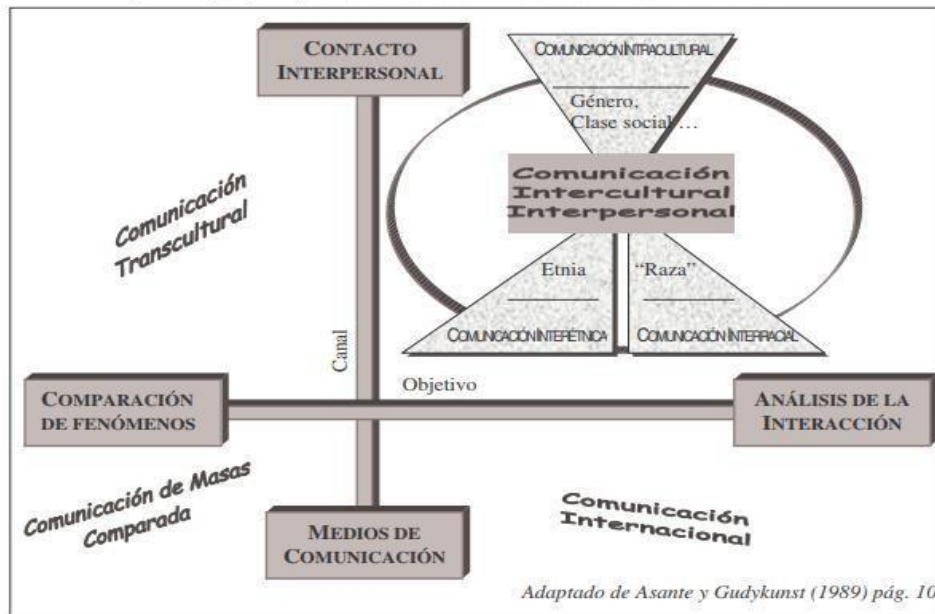 CONTACTO
INTERPERSONAL
COMUNICACIÓN INTRACULTURAL
Género,
Clase social ...
Comunicación
Intercultural
Interpersonal
Comunicación
Transcultural
Etnia
“Raza”
COMUNICACIÓN INTERÉTNICA
COMUNICACIÓN INTERRACIAL
Canal
Objetivo
COMPARACIÓN
DE FENÓMENOS
ANÁLISIS DE LA
INTERACCIÓN
Comunicación de Masas
Comparada
MEDIOS DE
COMUNICACIÓN
Comunicación
Internacional
Adaptado de Asante y Gudykunst (1989) pág. 10